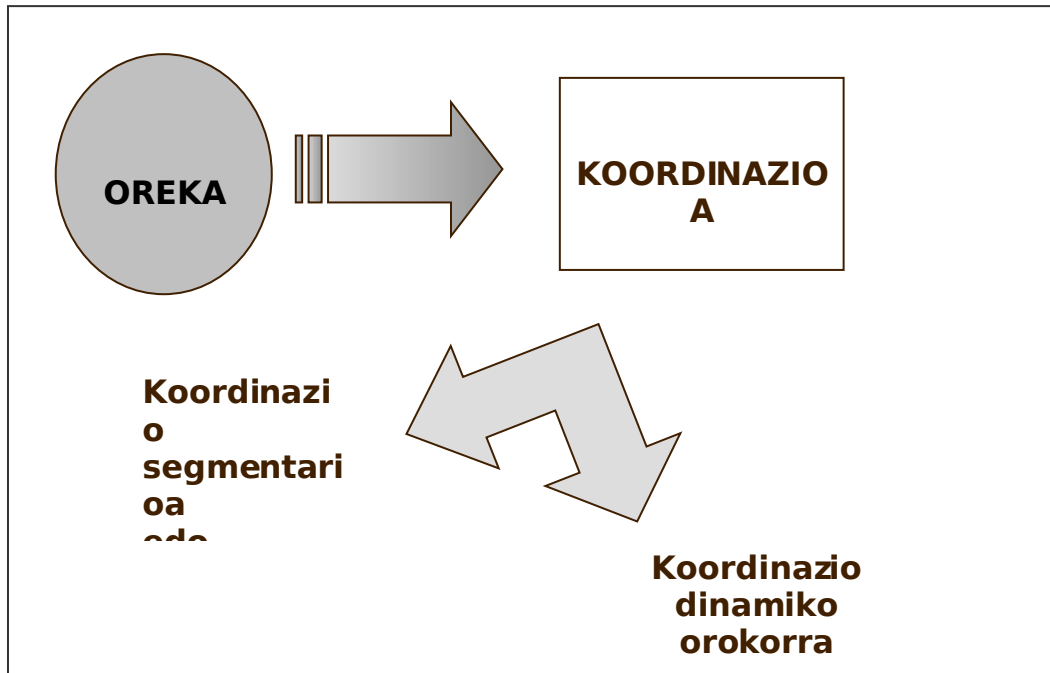 OREKA
KOORDINAZIO
A
Koordinazi
o
segmentari
oa
Koordinazio
dinamiko
orokorra